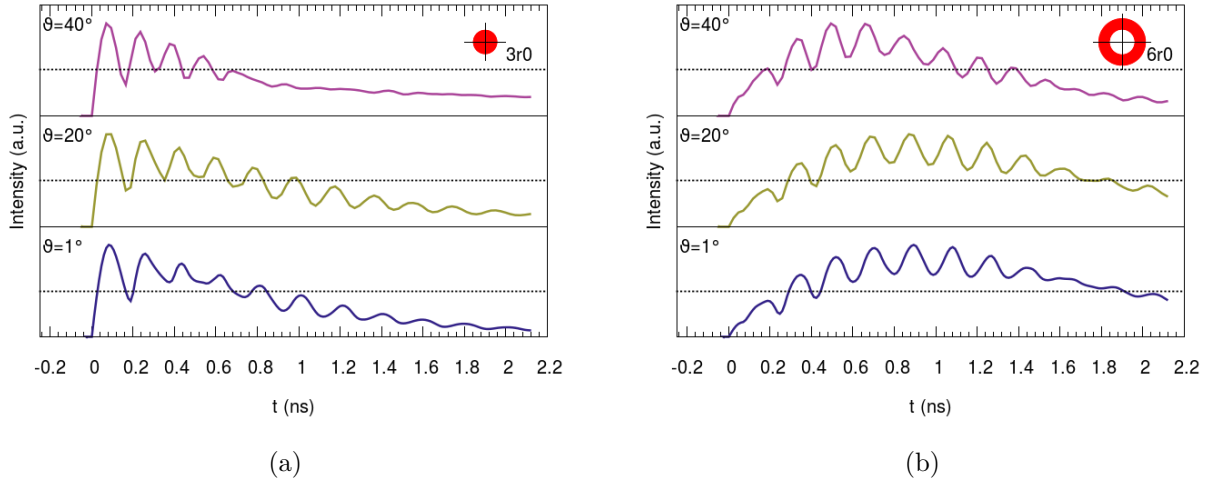 ϑ=40°
3r0
ϑ=20°
ϑ=1°
Intensity (a.u.)
-0.2 0 0.2 0.4 0.6 0.8 1 1.2 1.4 1.6 1.8 2 2.2
t (ns)
(a)
ϑ=40°
6r0
ϑ=20°
ϑ=1°
Intensity (a.u.)
-0.2 0 0.2 0.4 0.6 0.8 1 1.2 1.4 1.6 1.8 2 2.2
t (ns)
(b)